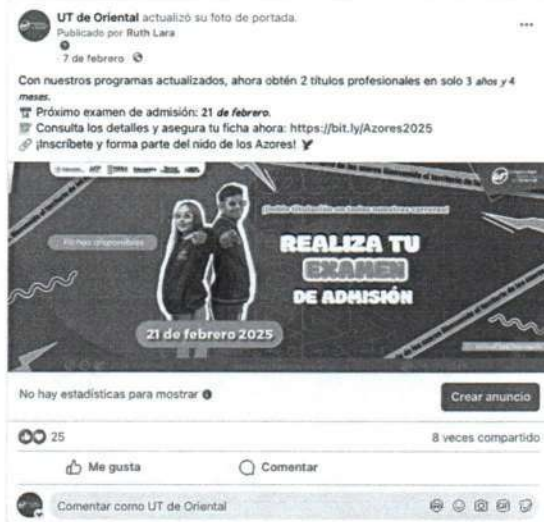 UT de Oriental actualizó su foto de portada.
Publicado por Ruth Lara
· 7 de febrero
Con nuestros programas actualizados, ahora obtén 2 títulos profesionales en solo 3 años y 4
meses.
Próximo examen de admisión: 21 de febrero.
Consulta los detalles y asegura tu ficha ahora: https://bit.ly/Azores2025
¡Inscríbete y forma parte del nido de los Azores!
Fichas disponibles
REALIZA TU
EXAMEN
DE ADMISIÓN
21 de febrero 2025
No hay estadísticas para mostrar
Crear anuncio
25
8 veces compartido
Me gusta
Comentar
Comentar como UT de Oriental